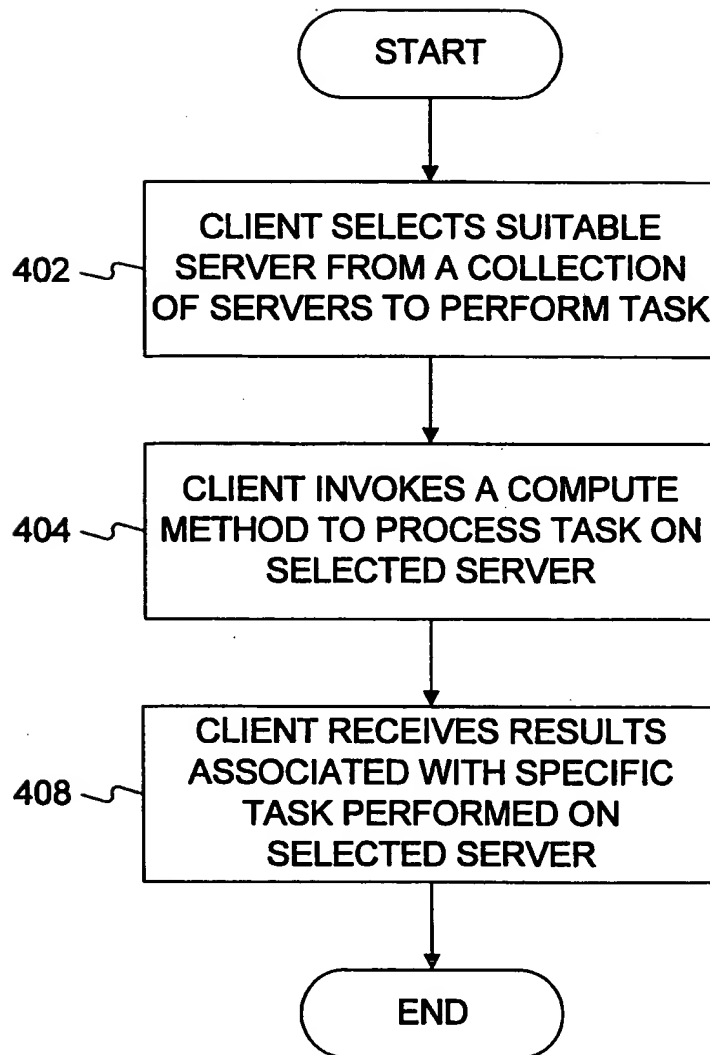 START
402
CLIENT SELECTS SUITABLE
SERVER FROM A COLLECTION
OF SERVERS TO PERFORM TASK
404
CLIENT INVOKES A COMPUTE
METHOD TO PROCESS TASK ON
SELECTED SERVER
408
CLIENT RECEIVES RESULTS
ASSOCIATED WITH SPECIFIC
TASK PERFORMED ON
SELECTED SERVER
END